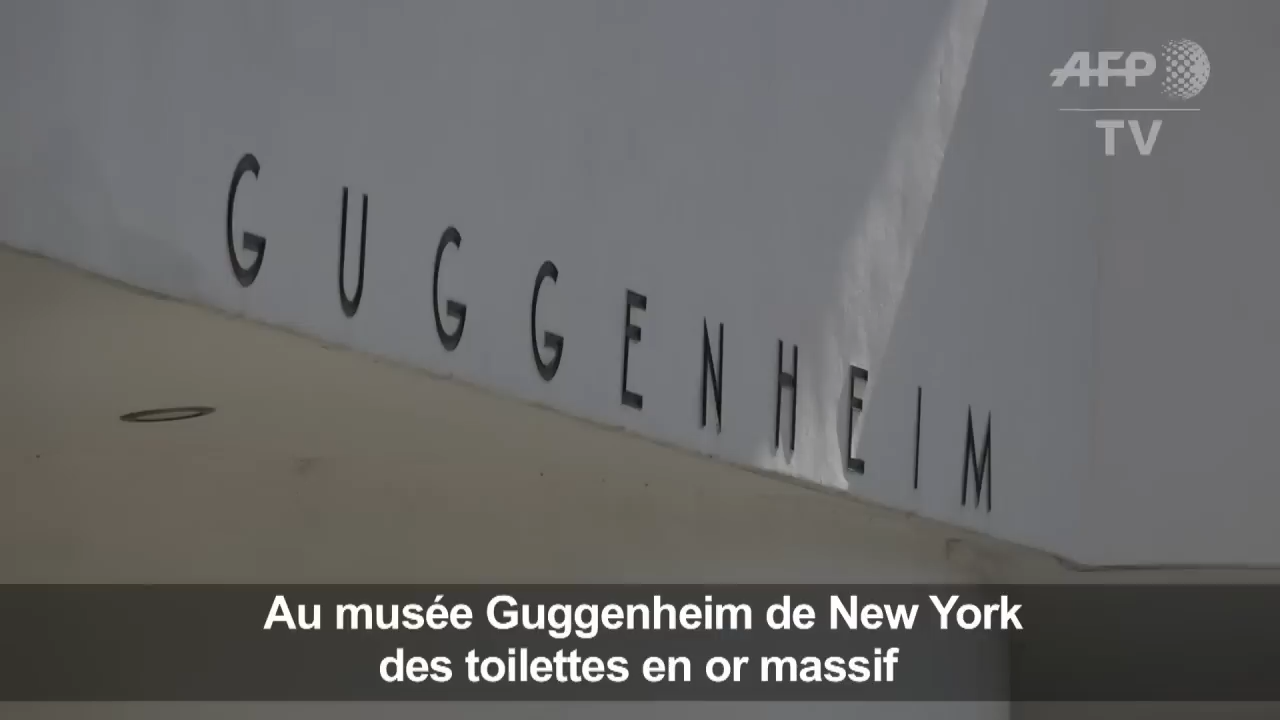 AFP
TV
GUGGENHEIM
Au musée Guggenheim de New York
des toilettes en or massif